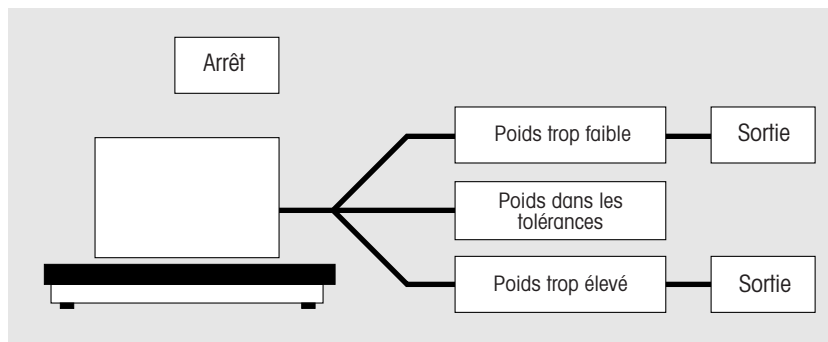 Arrêt
Poids trop faible
Sortie
Poids dans les
tolérances
Poids trop élevé
Sortie